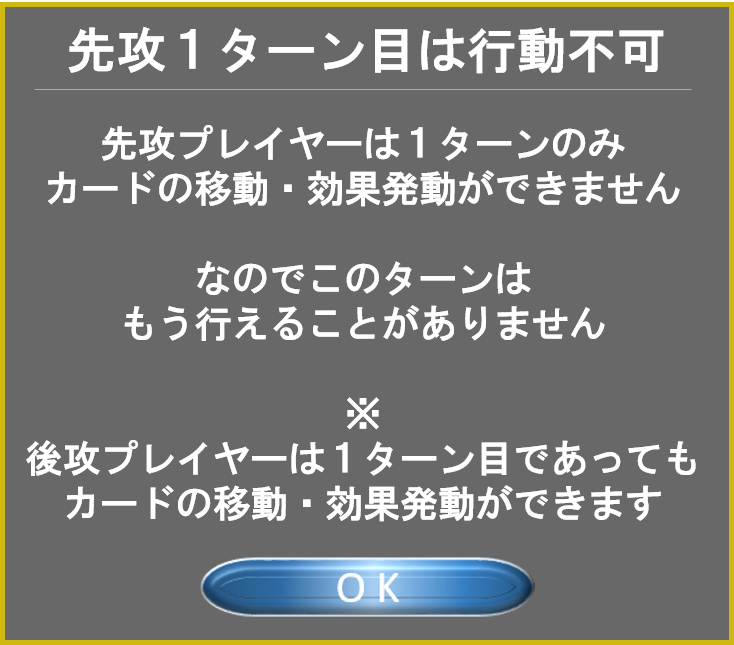 先攻１ターン目は行動不可
先攻プレイヤーは１ターンのみ
カードの移動・効果発動ができません
なのでこのターンは
もう行えることがありません
※
後攻プレイヤーは１ターン目であっても
カードの移動・効果発動ができます
ＯＫ